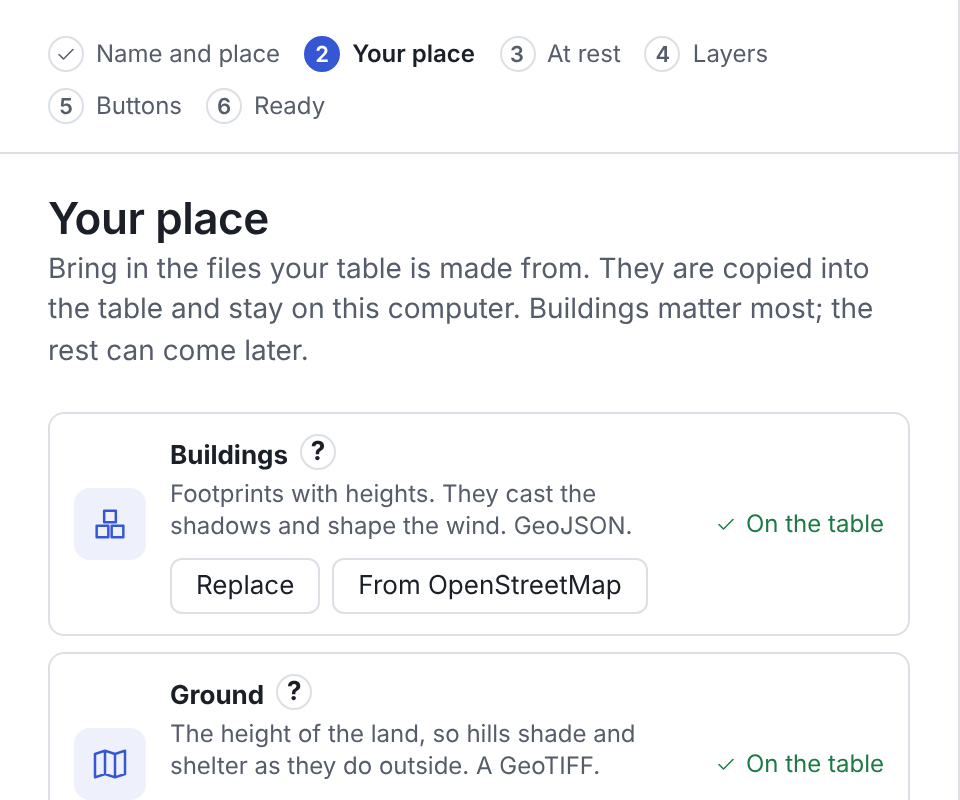 Name and place
2 Your place
3 At rest
4 Layers
5 Buttons
6 Ready
Your place
Bring in the files your table is made from. They are copied into
the table and stay on this computer. Buildings matter most; the
rest can come later.
Buildings ?
Footprints with heights. They cast the
shadows and shape the wind. GeoJSON.
On the table
Replace
From OpenStreetMap
Ground ?
The height of the land, so hills shade and
shelter as they do outside. A GeoTIFF.
On the table